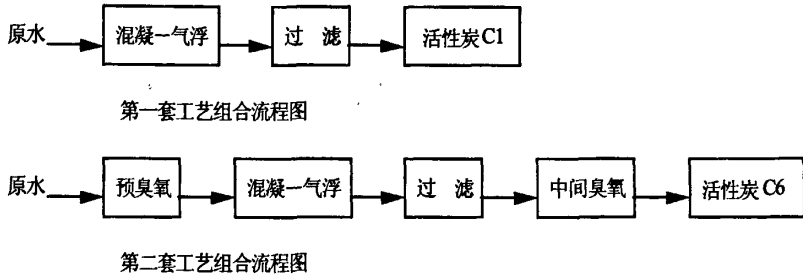 原水 混凝一气浮 过 滤 活性炭C1
第一套工艺组合流程图
原水 预臭氧 混凝一气浮 过 滤 中间臭氧 活性炭C6
第二套工艺组合流程图